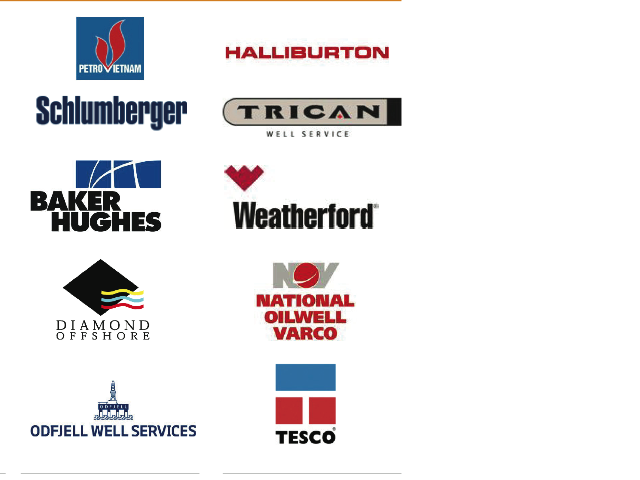 PETROVIETNAM
HALLIBURTON
Schlumberger
TRICAN
WELL SERVICE
BAKER
HUGHES
Weatherford®
DIAMOND
OFFSHORE
NOV
NATIONAL
OILWELL
VARCO
ODFJELL
ODFJELL WELL SERVICES
TESCO®